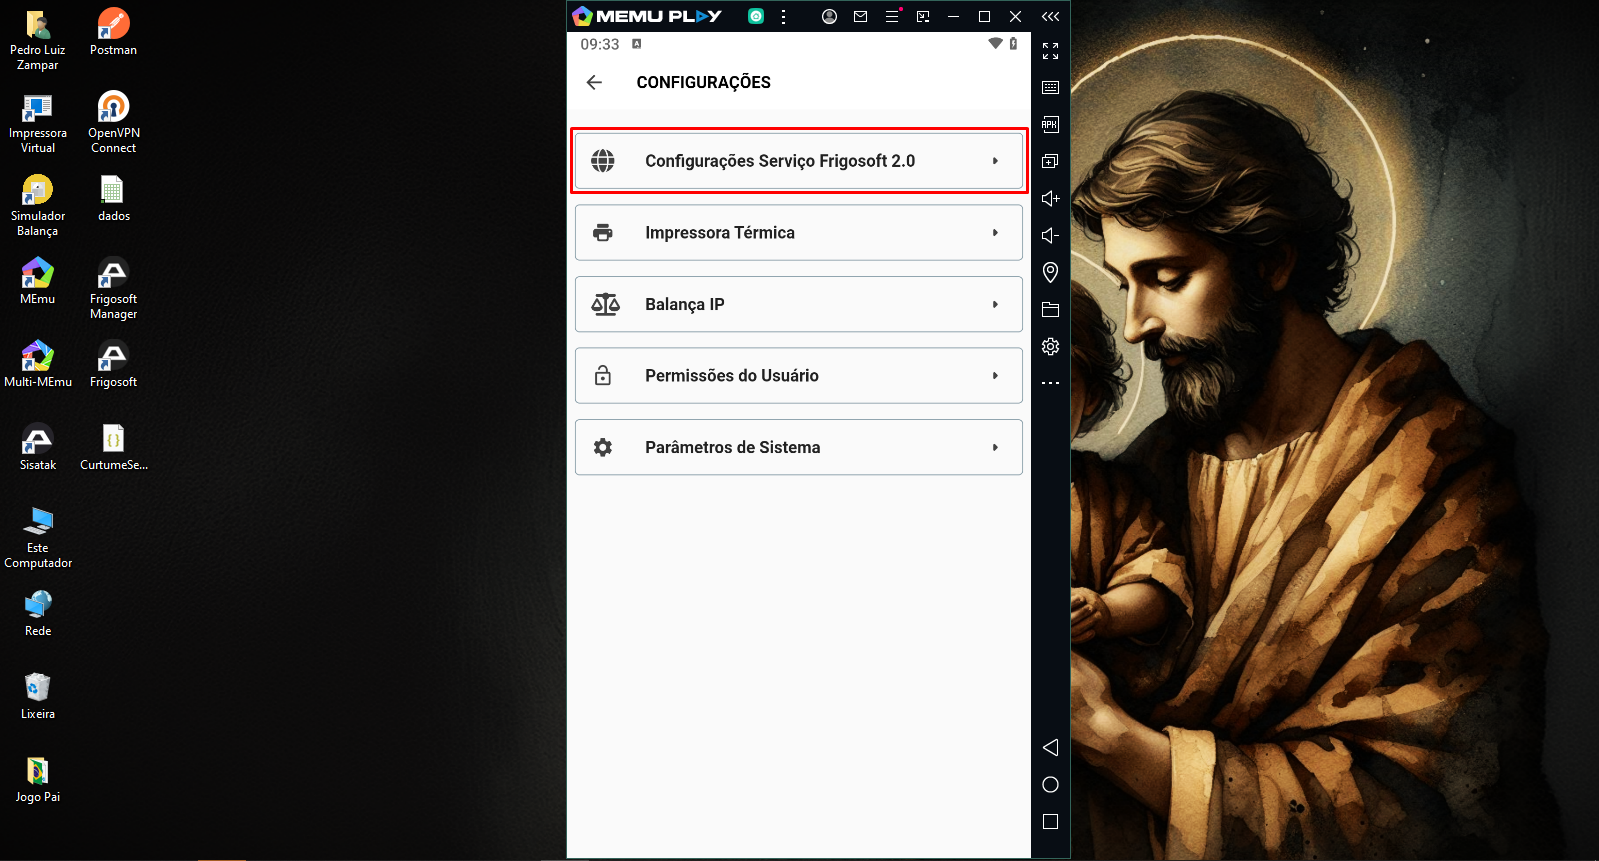 Pedro Luiz
Zampar
Postman
Impressora
Virtual
OpenVPN
Connect
Simulador
Balança
dados
MEmu
Frigosoft
Manager
Multi-MEmu
Frigosoft
Sisatak
CurtumeSe...
Este
Computador
Rede
Lixeira
Jogo Pai
MEMU PLAY
09:33
CONFIGURAÇÕES
Configurações Serviço Frigosoft 2.0
Impressora Térmica
Balança IP
Permissões do Usuário
Parâmetros de Sistema
APK